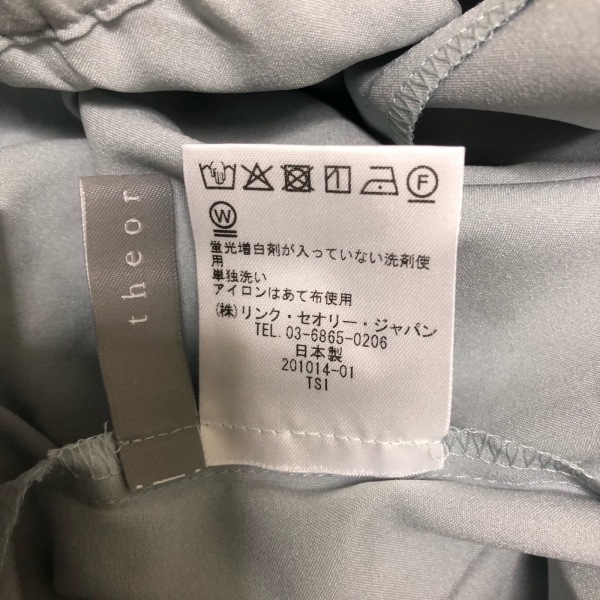 theor
F
W
蛍光増白剤が入っていない洗剤使
用
単独洗い
アイロンはあて布使用
(株)リンク・セオリー・ジャパン
TEL. 03-6865-0206
日本製
201014-01
TSI